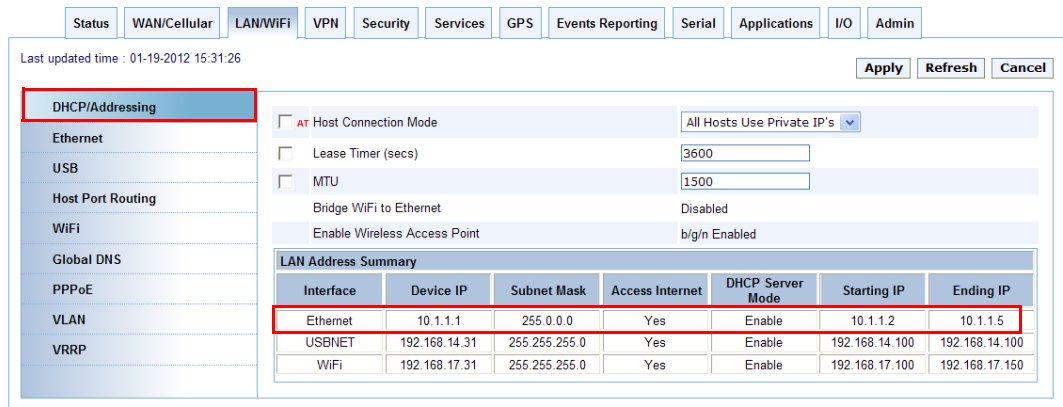 Status WAN/Cellular LAN/WiFi VPN Security Services GPS Events Reporting Serial Applications I/O Admin
Last updated time : 01-19-2012 15:31:26
Apply Refresh Cancel
DHCP/Addressing
Ethernet
USB
Host Port Routing
WiFi
Global DNS
PPPoE
VLAN
VRRP
AT Host Connection Mode All Hosts Use Private IP's
Lease Timer (secs) 3600
MTU 1500
Bridge WiFi to Ethernet Disabled
Enable Wireless Access Point b/g/n Enabled
LAN Address Summary
Interface Device IP Subnet Mask Access Internet DHCP Server Mode Starting IP Ending IP
Ethernet 10.1.1.1 255.0.0.0 Yes Enable 10.1.1.2 10.1.1.5
USBNET 192.168.14.31 255.255.255.0 Yes Enable 192.168.14.100 192.168.14.100
WiFi 192.168.17.31 255.255.255.0 Yes Enable 192.168.17.100 192.168.17.150